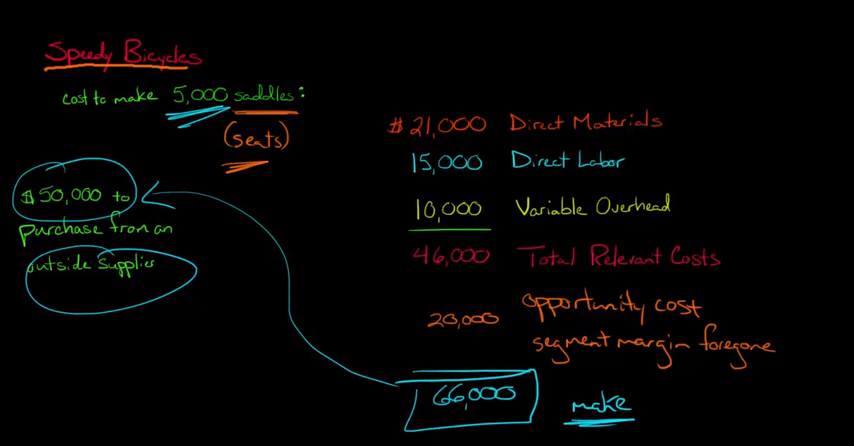 Speedy Bicycles
cost to make 5,000 saddles:
(seats)
$50,000 to
purchase from an
outside supplier
$21,000 Direct Materials
15,000 Direct Labor
10,000 Variable Overhead
46,000 Total Relevant Costs
20,000 opportunity cost
segment margin foregone
66,000 make